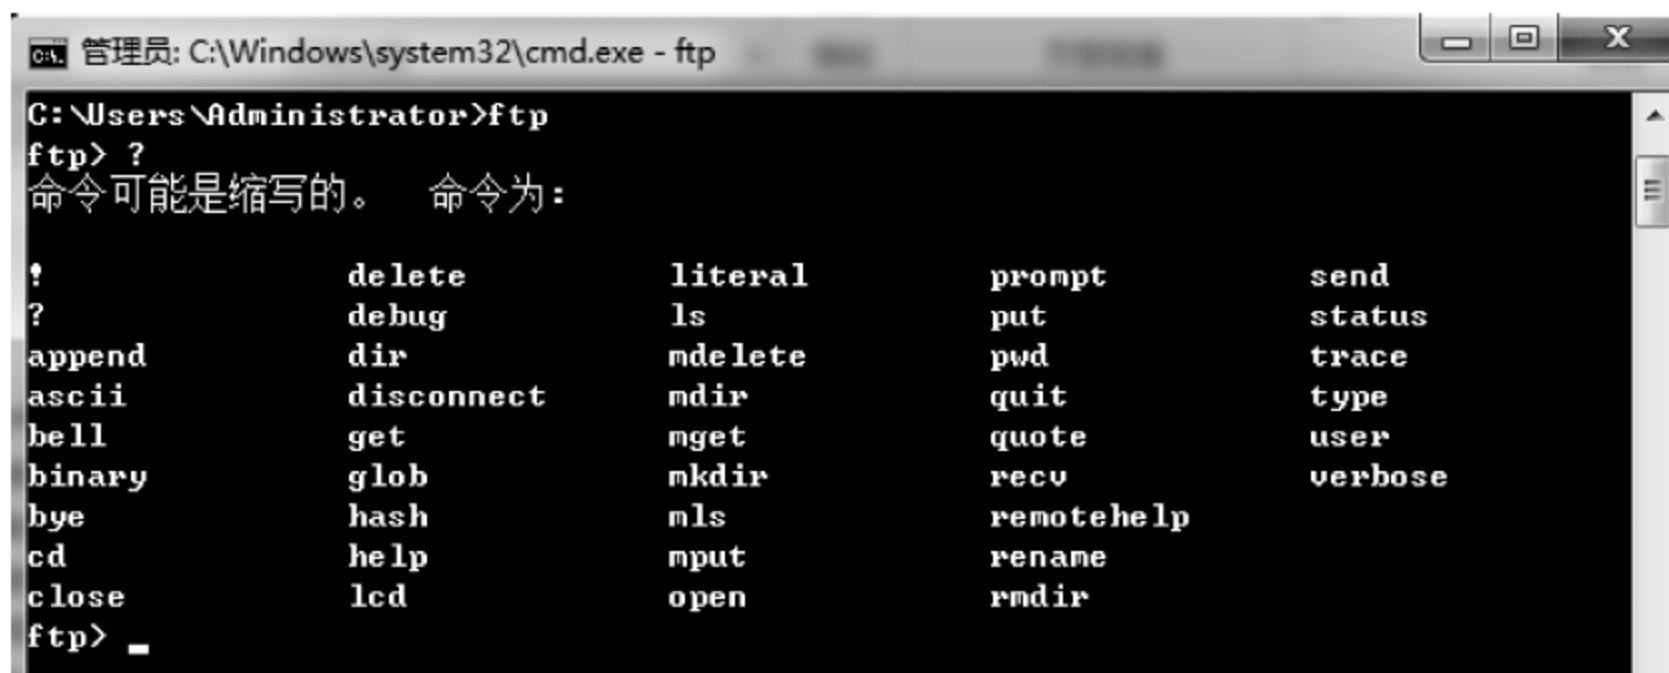 管理员: C:\Windows\system32\cmd.exe - ftp
C:\Users\Administrator>ftp
ftp> ?
命令可能是缩写的。 命令为:
! delete literal prompt send
? debug ls put status
append dir mdelete pwd trace
ascii disconnect mdir quit type
bell get mget quote user
binary glob mkdir recv verbose
bye hash mls remotehelp
cd help mput rename
close lcd open rmdir
ftp>